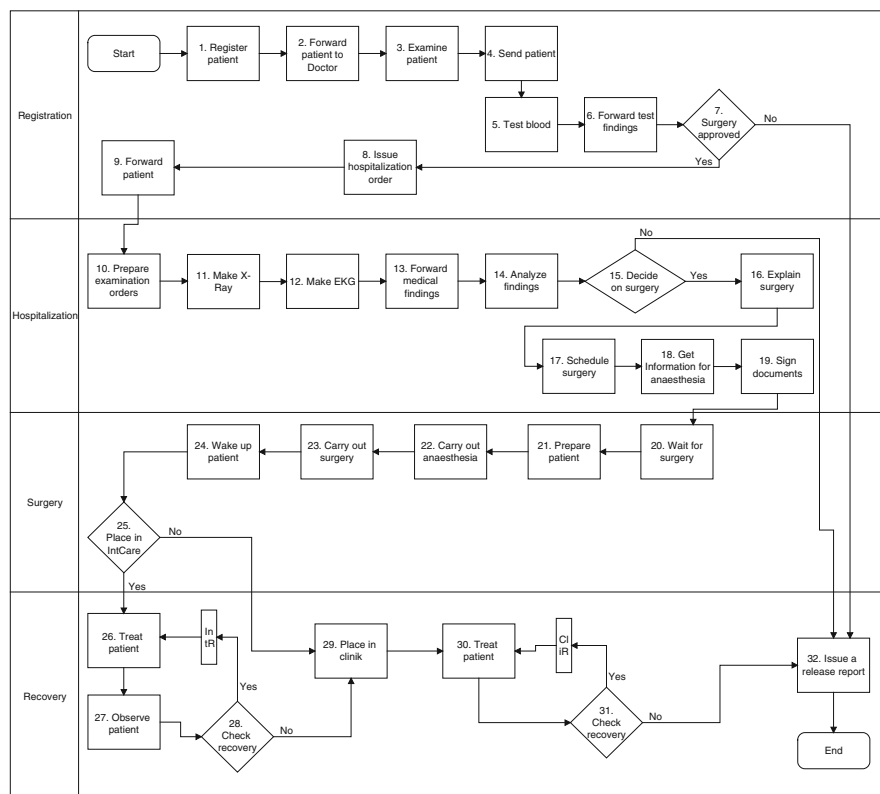 Registration
Start
1. Register
patient
2. Forward
patient to
Doctor
3. Examine
patient
4. Send patient
5. Test blood
6. Forward test
findings
7.
Surgery
approved
No
Yes
8. Issue
hospitalization
order
9. Forward
patient
Hospitalization
10. Prepare
examination
orders
11. Make X-
Ray
12. Make EKG
13. Forward
medical
findings
14. Analyze
findings
15. Decide
on surgery
No
Yes
16. Explain
surgery
17. Schedule
surgery
18. Get
Information for
anaesthesia
19. Sign
documents
Surgery
20. Wait for
surgery
21. Prepare
patient
22. Carry out
anaesthesia
23. Carry out
surgery
24. Wake up
patient
25.
Place in
IntCare
No
Yes
Recovery
26. Treat
patient
In
tR
27. Observe
patient
28.
Check
recovery
Yes
No
29. Place in
clinik
30. Treat
patient
Cl
iR
31.
Check
recovery
Yes
No
32. Issue a
release report
End